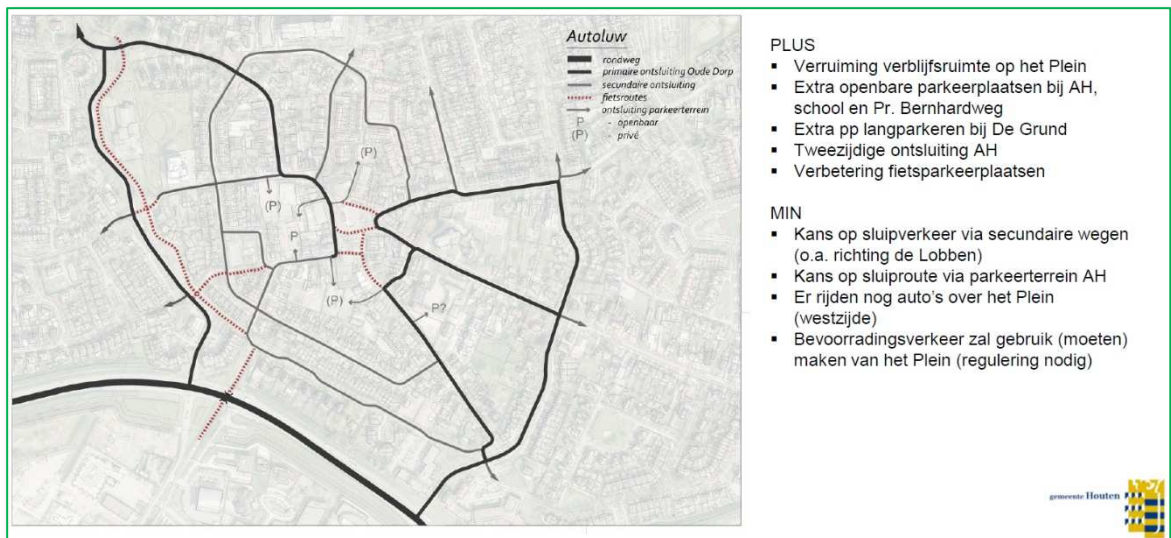 Autoluw
rondweg
primaire ontsluiting Oude Dorp
secundaire ontsluiting
fietsroutes
ontsluiting parkeerterrein
P - openbaar
(P) - privé
(P)
(P)
P
(P)
P?
PLUS
▪ Verruiming verblijfsruimte op het Plein
▪ Extra openbare parkeerplaatsen bij AH,
school en Pr. Bernhardweg
▪ Extra pp langparkeren bij De Grund
▪ Tweezijdige ontsluiting AH
▪ Verbetering fietsparkeerplaatsen
MIN
▪ Kans op sluipverkeer via secundaire wegen
(o.a. richting de Lobben)
▪ Kans op sluiproute via parkeerterrein AH
▪ Er rijden nog auto's over het Plein
(westzijde)
▪ Bevoorradingsverkeer zal gebruik (moeten)
maken van het Plein (regulering nodig)
gemeente Houten